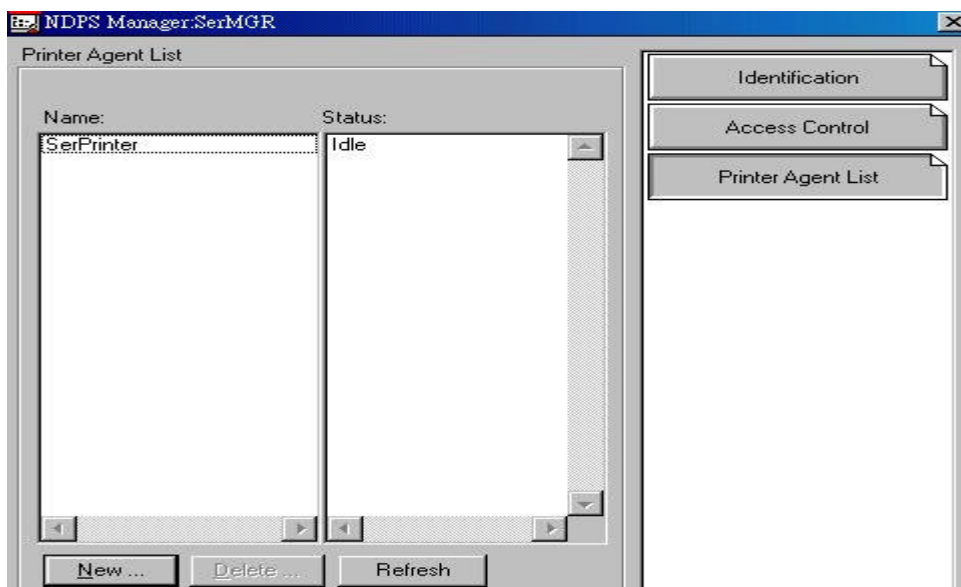 NDPS Manager:SerMGR
Printer Agent List
Name:
Status:
SerPrinter
Idle
New ...
Delete ...
Refresh
Identification
Access Control
Printer Agent List